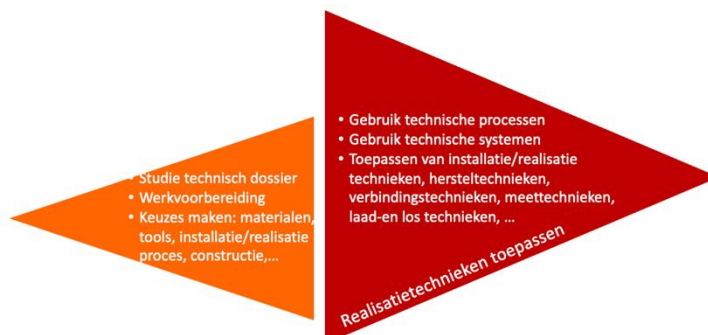 • Studie technisch dossier
• Werkvoorbereiding
• Keuzes maken: materialen,
tools, installatie/realisatie
proces, constructie,...
• Gebruik technische processen
• Gebruik technische systemen
• Toepassen van installatie/realisatie
technieken, hersteltechnieken,
verbindingstechnieken, meettechnieken,
laad-en los technieken, ...
Realisatietechnieken toepassen